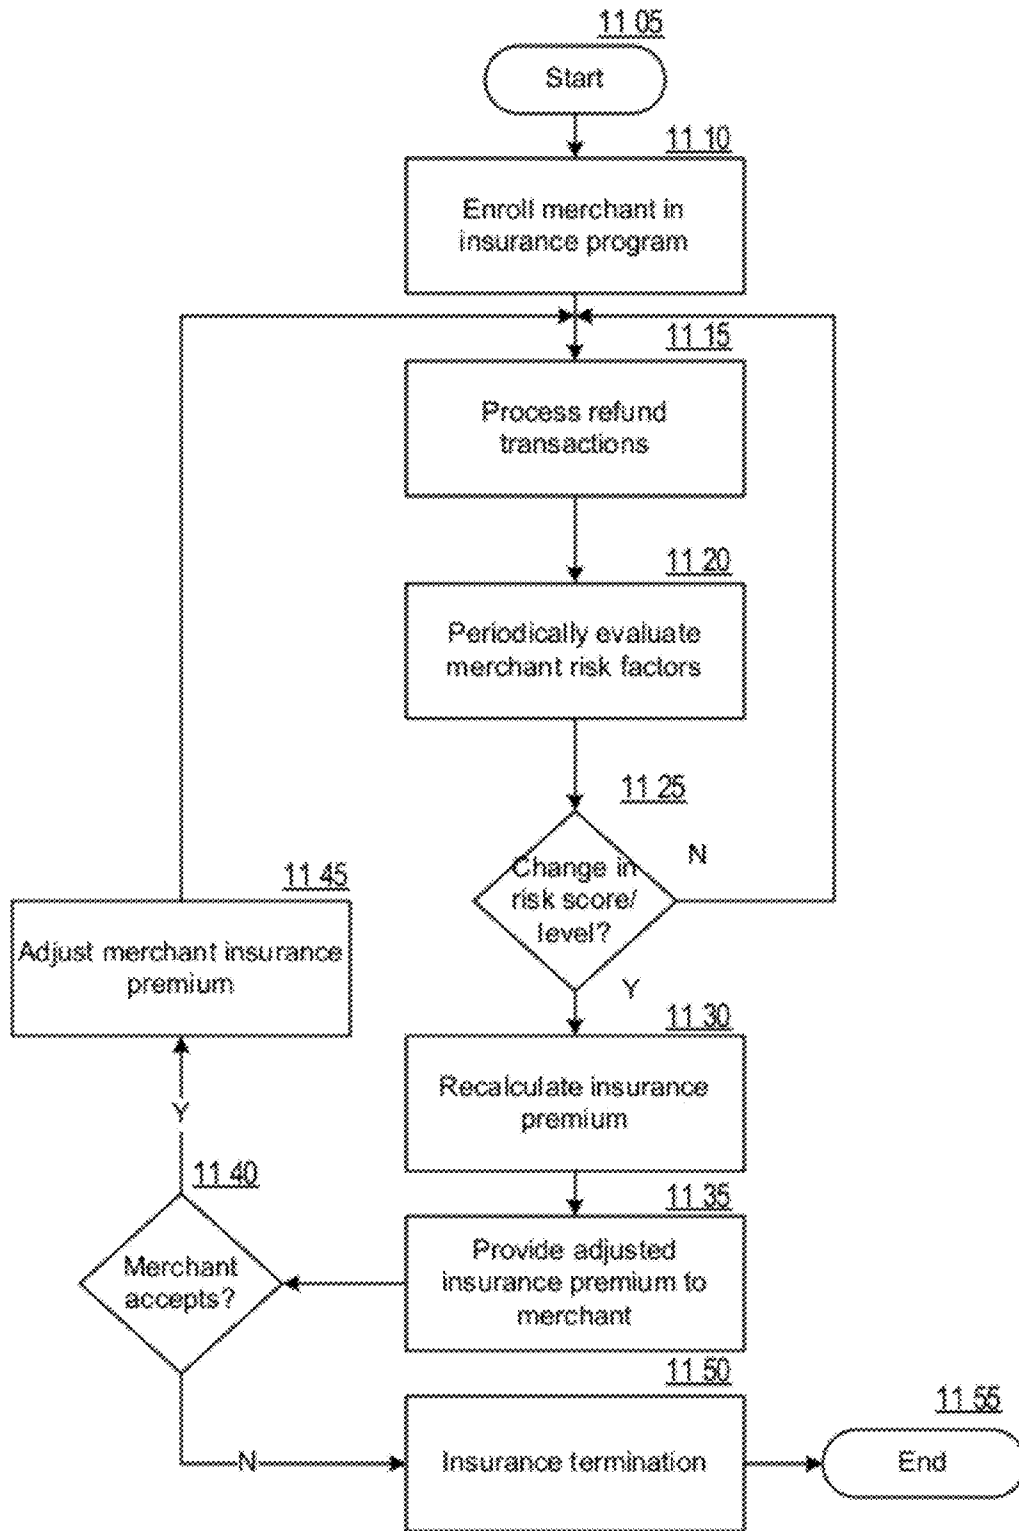 11.05
Start
11.10
Enroll merchant in
insurance program
11.15
Process refund
transactions
11.20
Periodically evaluate
merchant risk factors
11.25
Change in
risk score/
level?
N
Y
11.45
Adjust merchant insurance
premium
11.30
Recalculate insurance
premium
Y
11.40
Merchant
accepts?
11.35
Provide adjusted
insurance premium to
merchant
11.50
N
Insurance termination
11.55
End